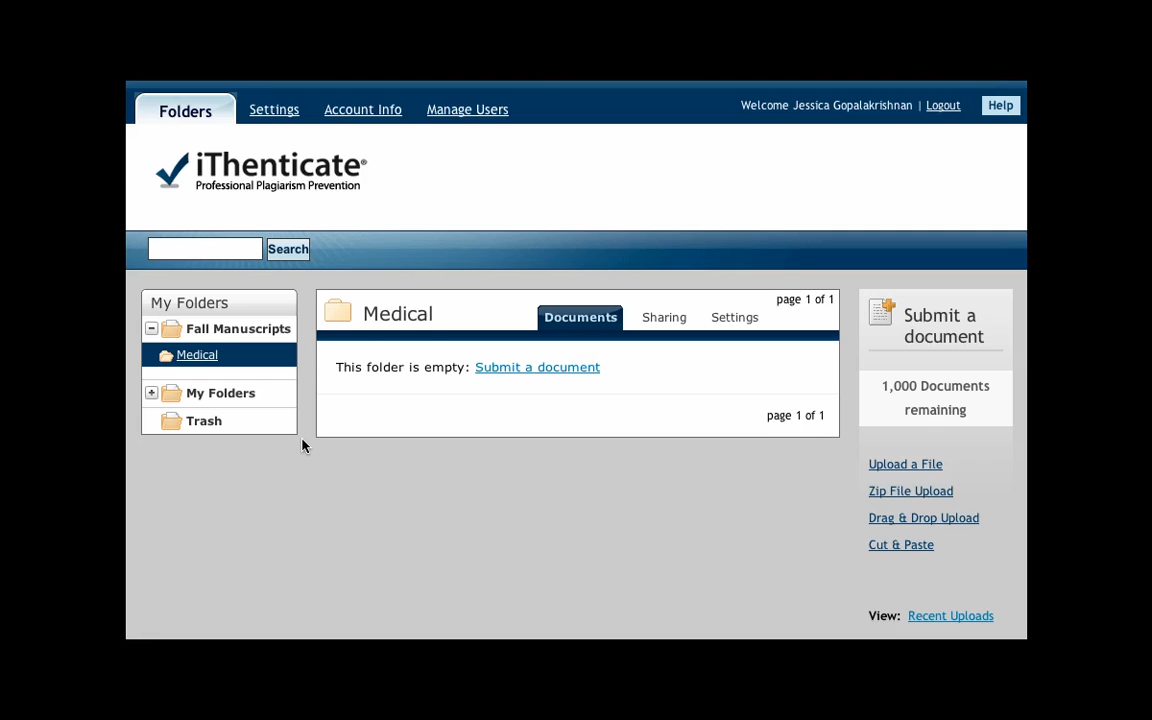 Folders Settings Account Info Manage Users Welcome Jessica Gopalakrishnan | Logout Help
iThenticate®
Professional Plagiarism Prevention
Search
My Folders
Fall Manuscripts
Medical
My Folders
Trash
page 1 of 1
Medical Documents Sharing Settings
This folder is empty: Submit a document
page 1 of 1
Submit a
document
1,000 Documents
remaining
Upload a File
Zip File Upload
Drag & Drop Upload
Cut & Paste
View: Recent Uploads